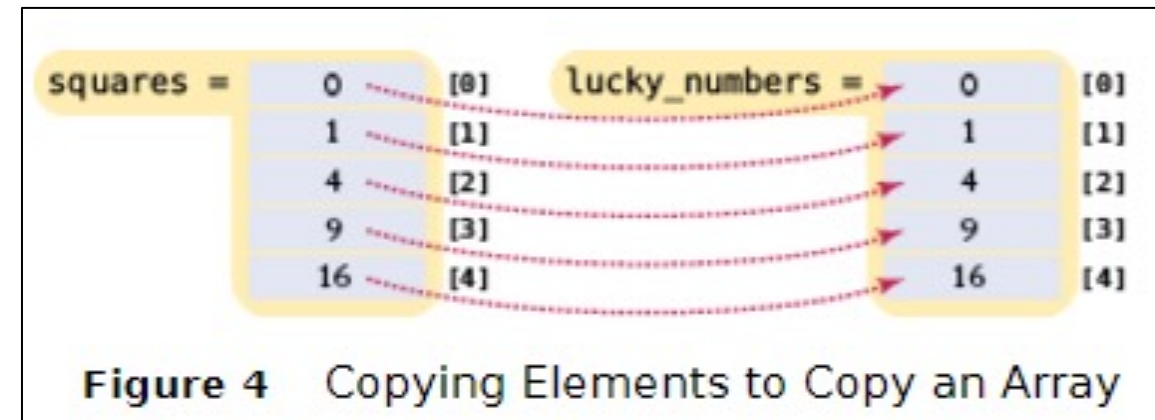 squares = 0 [0] lucky_numbers = 0 [0]
1 [1] 1 [1]
4 [2] 4 [2]
9 [3] 9 [3]
16 [4] 16 [4]
Figure 4 Copying Elements to Copy an Array